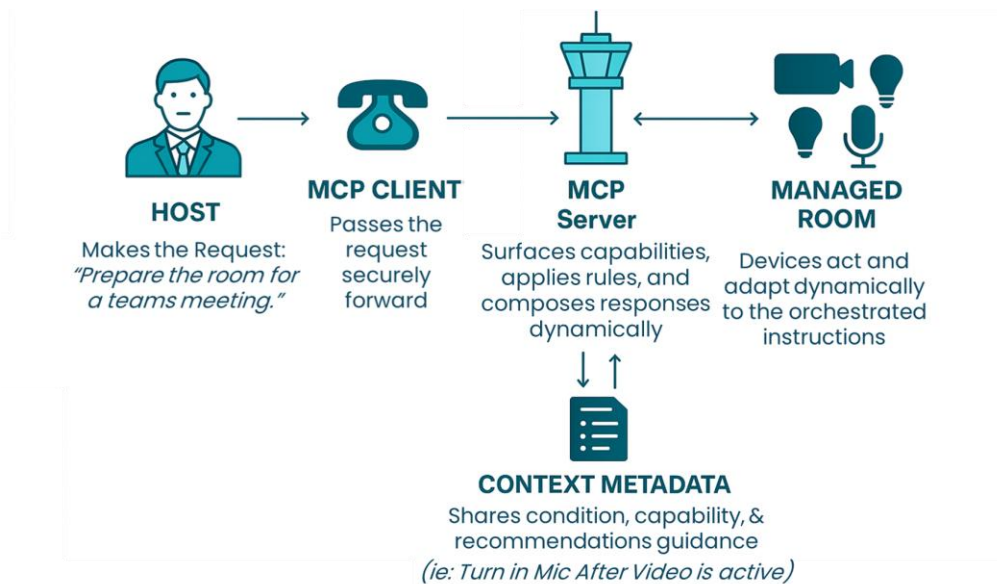 HOST
Makes the Request:
“Prepare the room for
a teams meeting.”
MCP CLIENT
Passes the
request
securely
forward
MCP
Server
Surfaces capabilities,
applies rules, and
composes responses
dynamically
MANAGED
ROOM
Devices act and
adapt dynamically
to the orchestrated
instructions
CONTEXT METADATA
Shares condition, capability, &
recommendations guidance
(ie: Turn in Mic After Video is active)